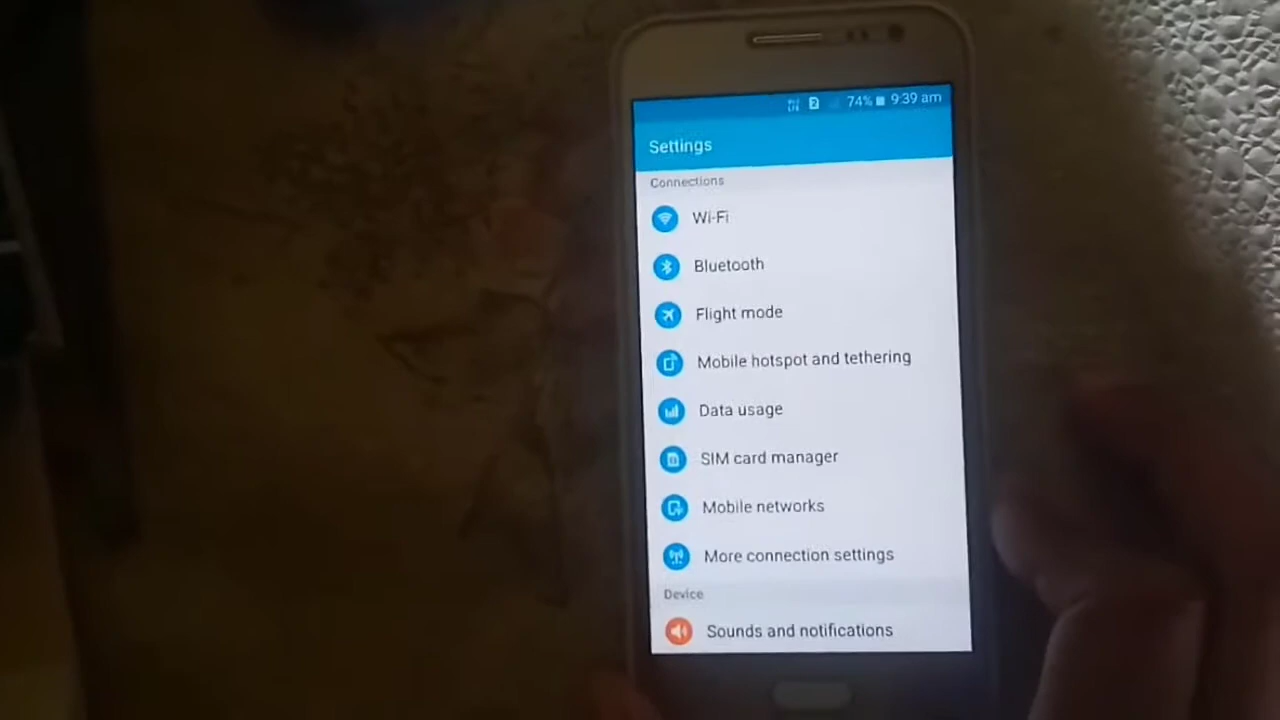 2 74% 9:39 am
Settings
Connections
Wi-Fi
Bluetooth
Flight mode
Mobile hotspot and tethering
Data usage
SIM card manager
Mobile networks
More connection settings
Device
Sounds and notifications